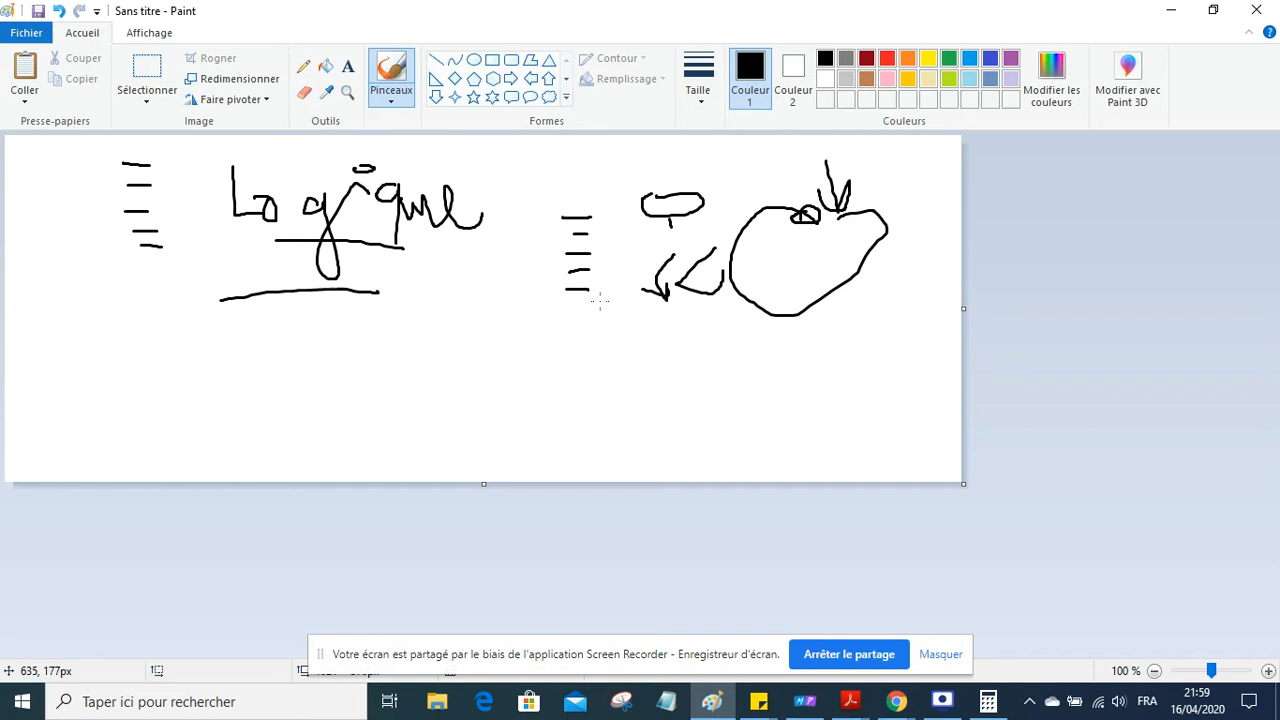 Sans titre - Paint
Fichier Accueil Affichage
Coller
Couper
Copier
Presse-papiers
Sélectionner
Rogner
Redimensionner
Faire pivoter
Image
Outils
Pinceaux
Contour
Remplissage
Formes
Taille
Couleur 1
Couleur 2
Modifier les couleurs
Couleurs
Modifier avec Paint 3D
Logique
Votre écran est partagé par le biais de l'application Screen Recorder - Enregistreur d'écran.
Arrêter le partage
Masquer
635, 177px
100 %
Taper ici pour rechercher
FRA
21:59
16/04/2020